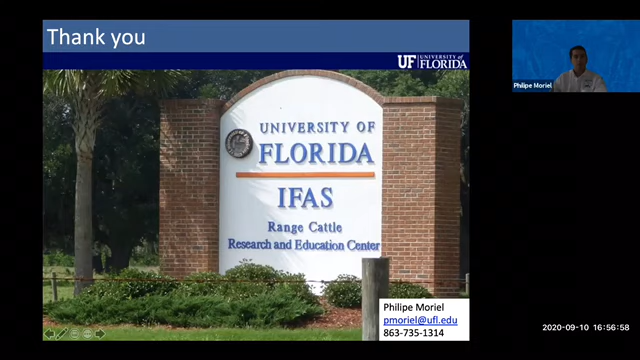 Thank you
UF UNIVERSITY of
FLORIDA
Philipe Moriel
UNIVERSITY OF
FLORIDA
IFAS
Range Cattle
Research and Education Center
Philipe Moriel
pmoriel@ufl.edu
863-735-1314
2020-09-10 16:56:58